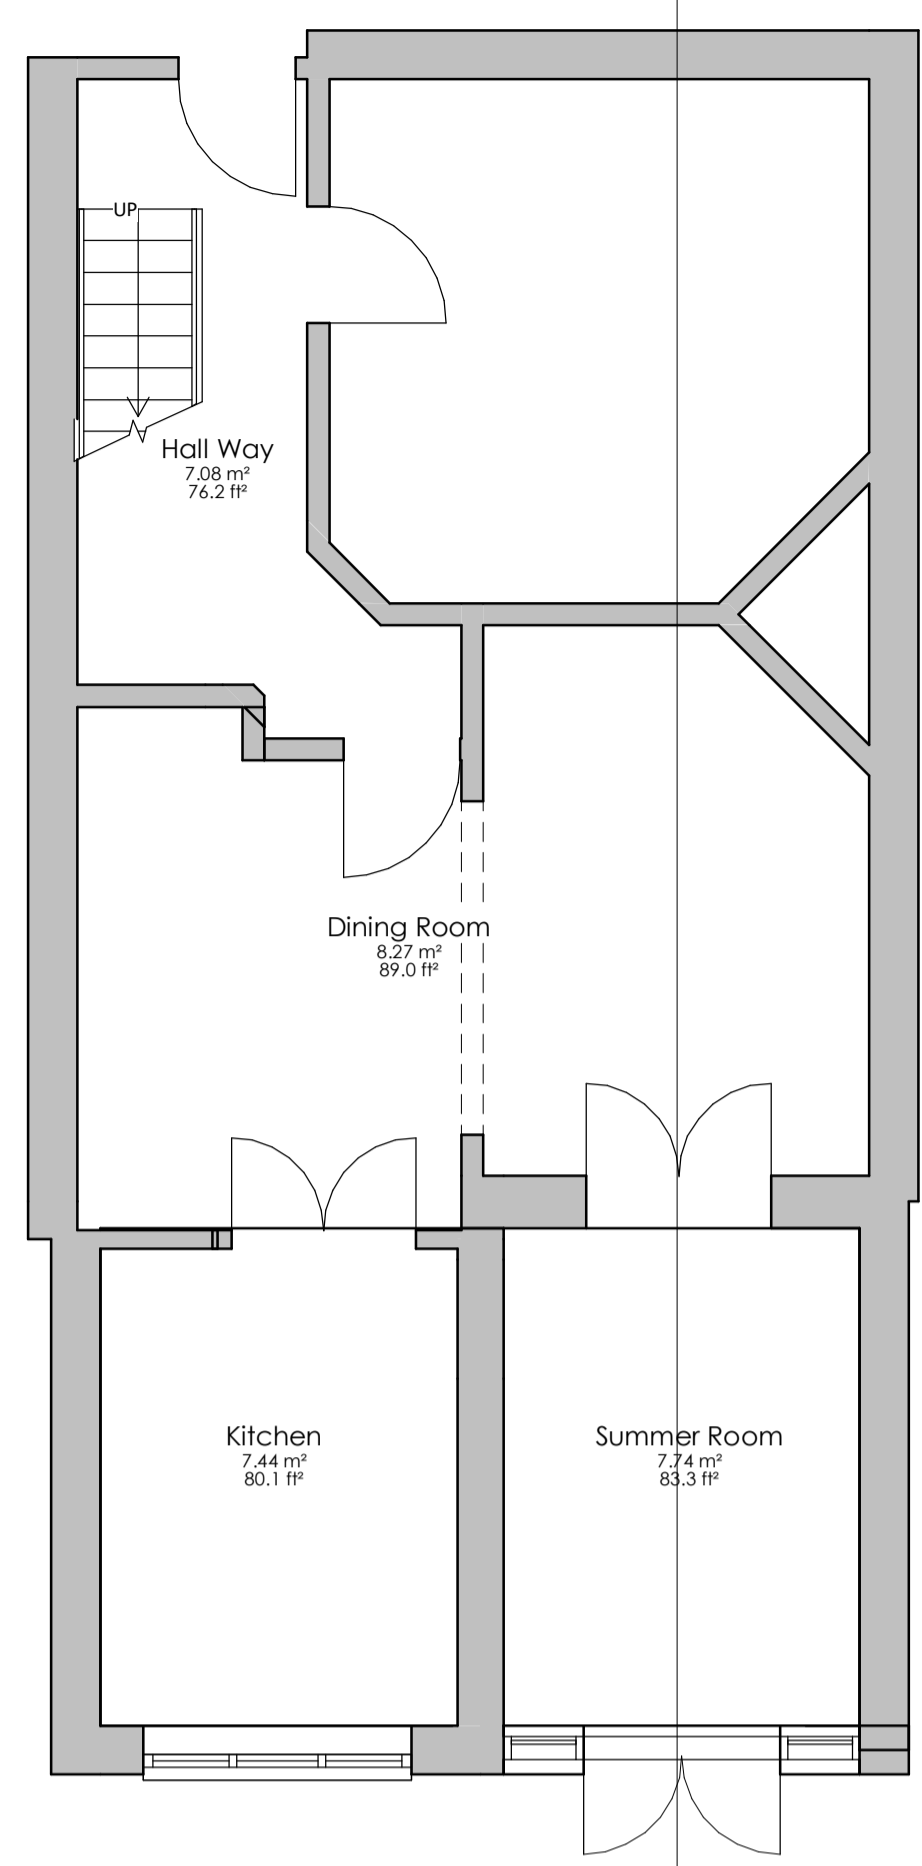 UP
Hall Way
7.08 m²
76.2 ft²
Dining Room
8.27 m²
89.0 ft²
Kitchen
7.44 m²
80.1 ft²
Summer Room
7.74 m²
83.3 ft²